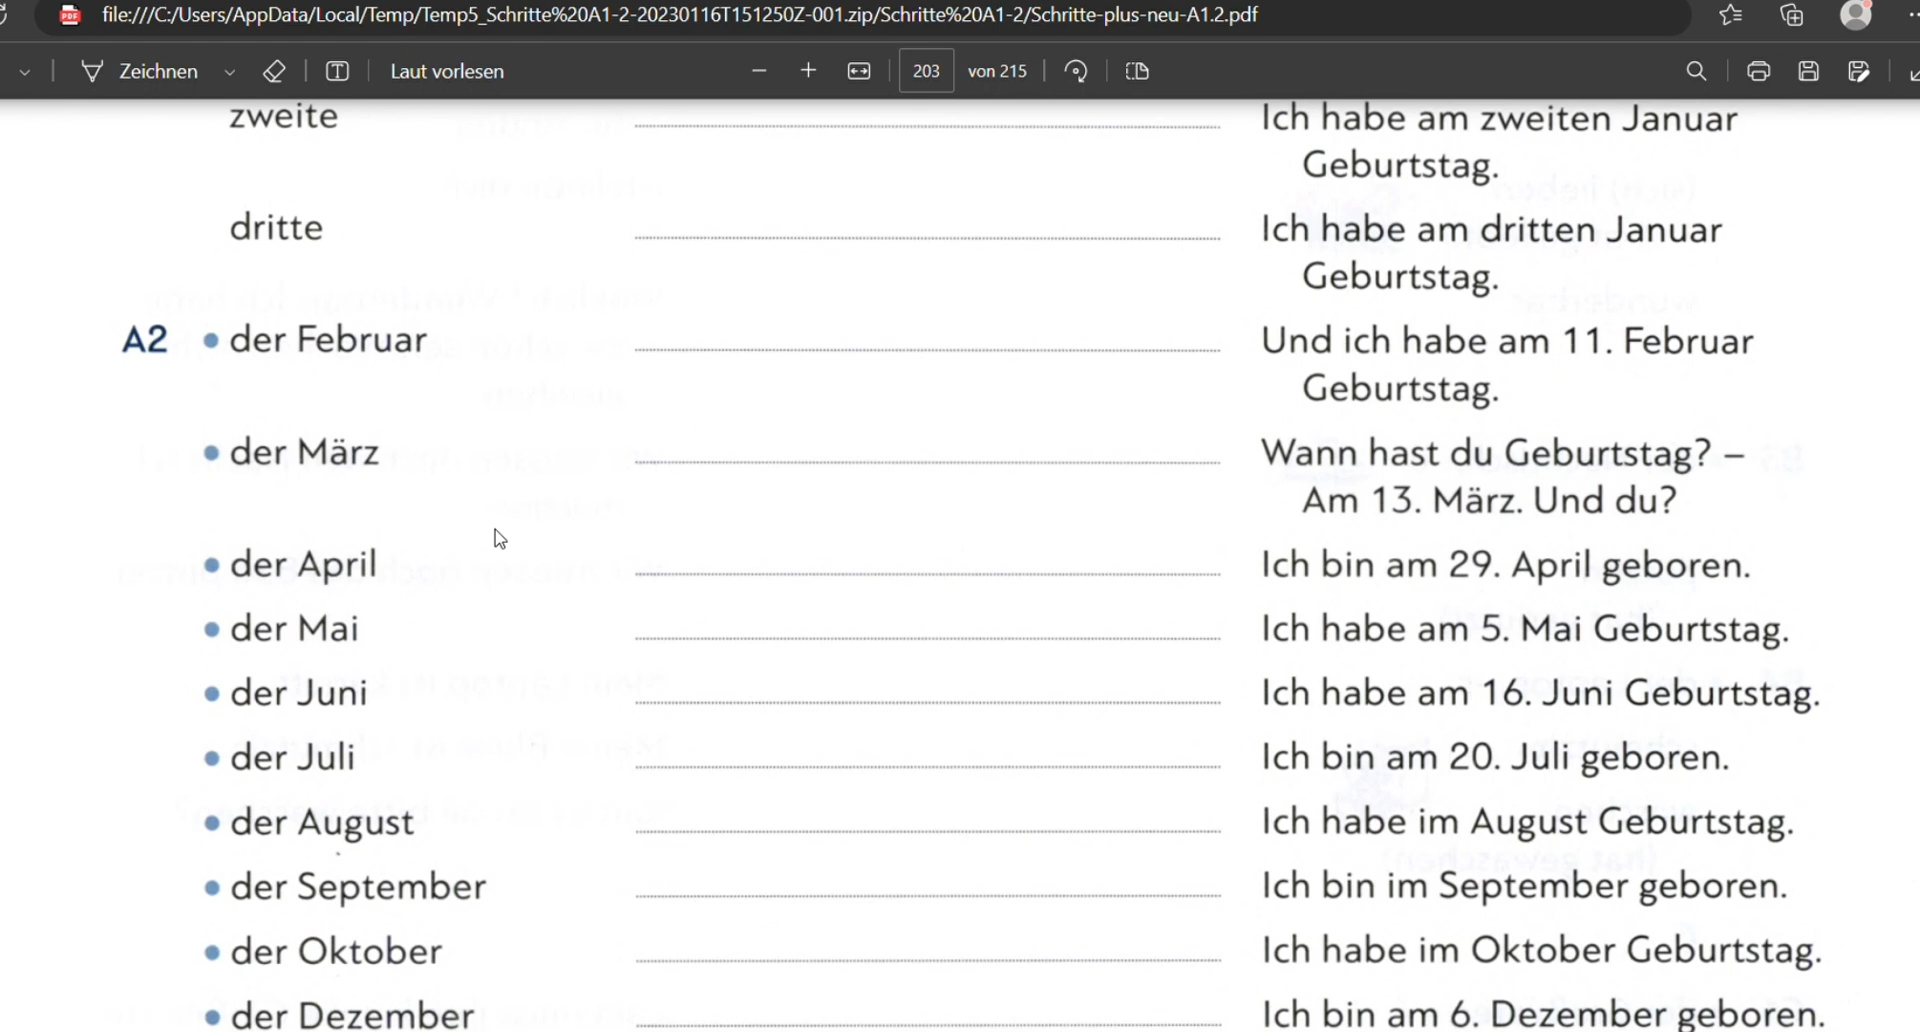 file:///C:/Users/AppData/Local/Temp/Temp5_Schritte%20A1-2-20230116T151250Z-001.zip/Schritte%20A1-2/Schritte-plus-neu-A1.2.pdf
Zeichnen Laut vorlesen 203 von 215
zweite Ich habe am zweiten Januar
Geburtstag.
dritte Ich habe am dritten Januar
Geburtstag.
A2 • der Februar Und ich habe am 11. Februar
Geburtstag.
• der März Wann hast du Geburtstag? –
Am 13. März. Und du?
• der April Ich bin am 29. April geboren.
• der Mai Ich habe am 5. Mai Geburtstag.
• der Juni Ich habe am 16. Juni Geburtstag.
• der Juli Ich bin am 20. Juli geboren.
• der August Ich habe im August Geburtstag.
• der September Ich bin im September geboren.
• der Oktober Ich habe im Oktober Geburtstag.
• der Dezember Ich bin am 6. Dezember geboren.